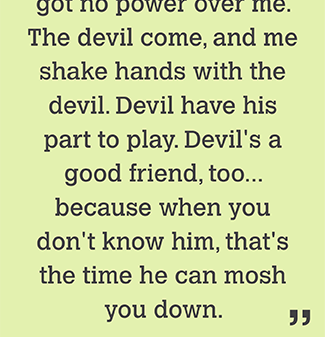 got no power over me.
The devil come, and me
shake hands with the
devil. Devil have his
part to play. Devil's a
good friend, too...
because when you
don't know him, that's
the time he can mosh
you down.
”